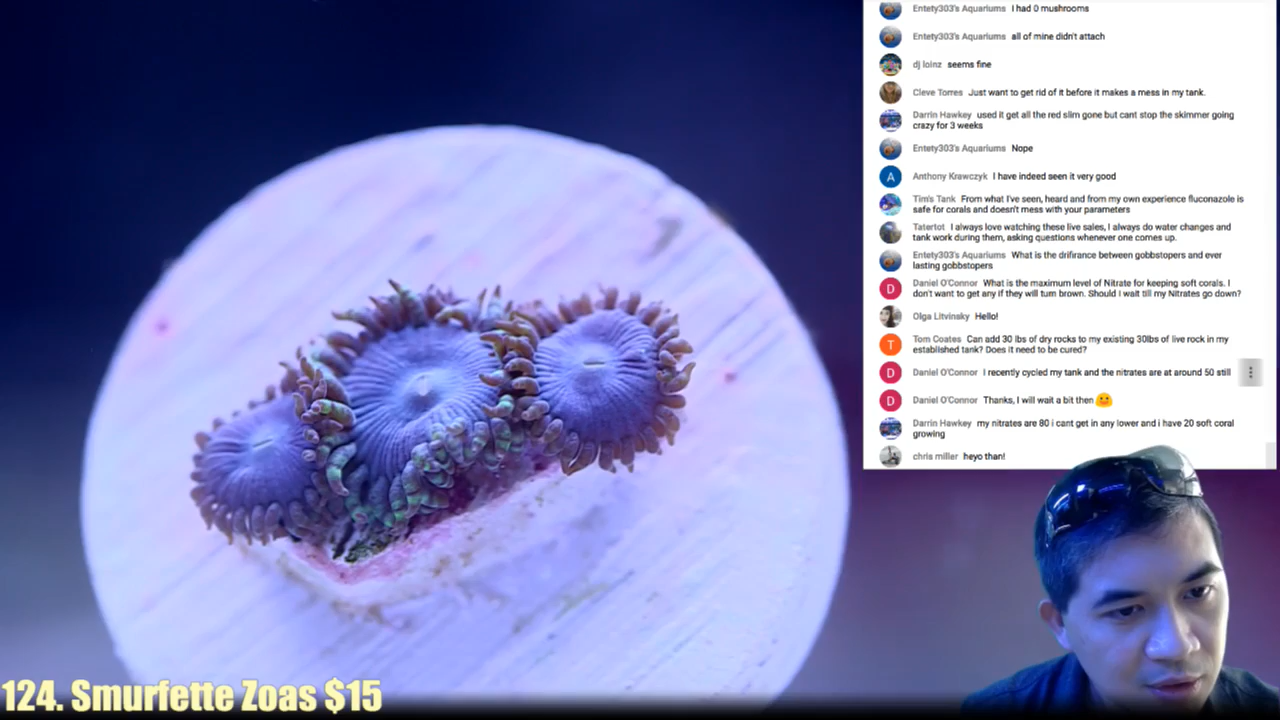 Entety303's Aquariums I had 0 mushrooms
Entety303's Aquariums all of mine didn't attach
dj loinz seems fine
Cleve Torres Just want to get rid of it before it makes a mess in my tank.
Darrin Hawkey used it get all the red slim gone but cant stop the skimmer going
crazy for 3 weeks
Entety303's Aquariums Nope
A Anthony Krawczyk I have indeed seen it very good
Tim's Tank From what I've seen, heard and from my own experience fluconazole is
safe for corals and doesn't mess with your parameters
Tatertot I always love watching these live sales, I always do water changes and
tank work during them, asking questions whenever one comes up.
Entety303's Aquariums What is the drifirance between gobbstopers and ever
lasting gobbstopers
D Daniel O'Connor What is the maximum level of Nitrate for keeping soft corals. I
don't want to get any if they will turn brown. Should I wait till my Nitrates go down?
Olga Litvinsky Hello!
T Tom Coates Can add 30 lbs of dry rocks to my existing 30lbs of live rock in my
established tank? Does it need to be cured?
D Daniel O'Connor I recently cycled my tank and the nitrates are at around 50 still
D Daniel O'Connor Thanks, I will wait a bit then
Darrin Hawkey my nitrates are 80 i cant get in any lower and i have 20 soft coral
growing
chris miller heyo than!
124. Smurfette Zoas $15